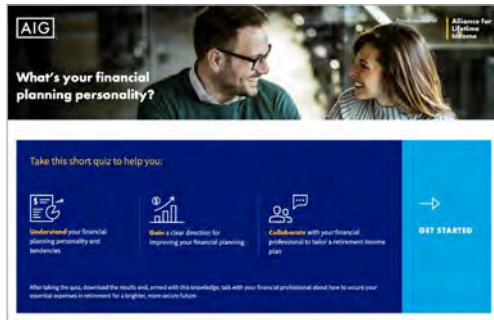 AIG
Proud member of
Alliance for
Lifetime
Income
What's your financial
planning personality?
Take this short quiz to help you:
Understand your financial
planning personality and
tendencies
Gain a clear direction for
improving your financial planning
Collaborate with your financial
professional to tailor a retirement income
plan
GET STARTED
After taking the quiz, download the results and, armed with this knowledge, talk with your financial professional about how to secure your
essential expenses in retirement for a brighter, more secure future.